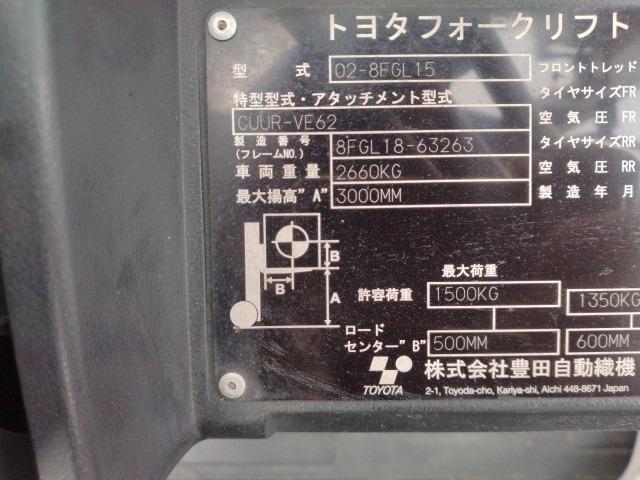 トヨタフォークリフト
型式 02-8FGL15 フロントトレッド
特型型式・アタッチメント型式 タイヤサイズFR
CUUR-VE62 空気圧 FR
製造番号
(フレームNO.) 8FGL18-63263 タイヤサイズRR
車両重量 2660KG 空気圧 RR
最大揚高"A" 3000MM 製造年月
B
B A
最大荷重
許容荷重 1500KG 1350KG
ロード
センター"B" 500MM 600MM
TOYOTA 株式会社豊田自動織機
2-1, Toyoda-cho, Kariya-shi, Aichi 448-8671 Japan